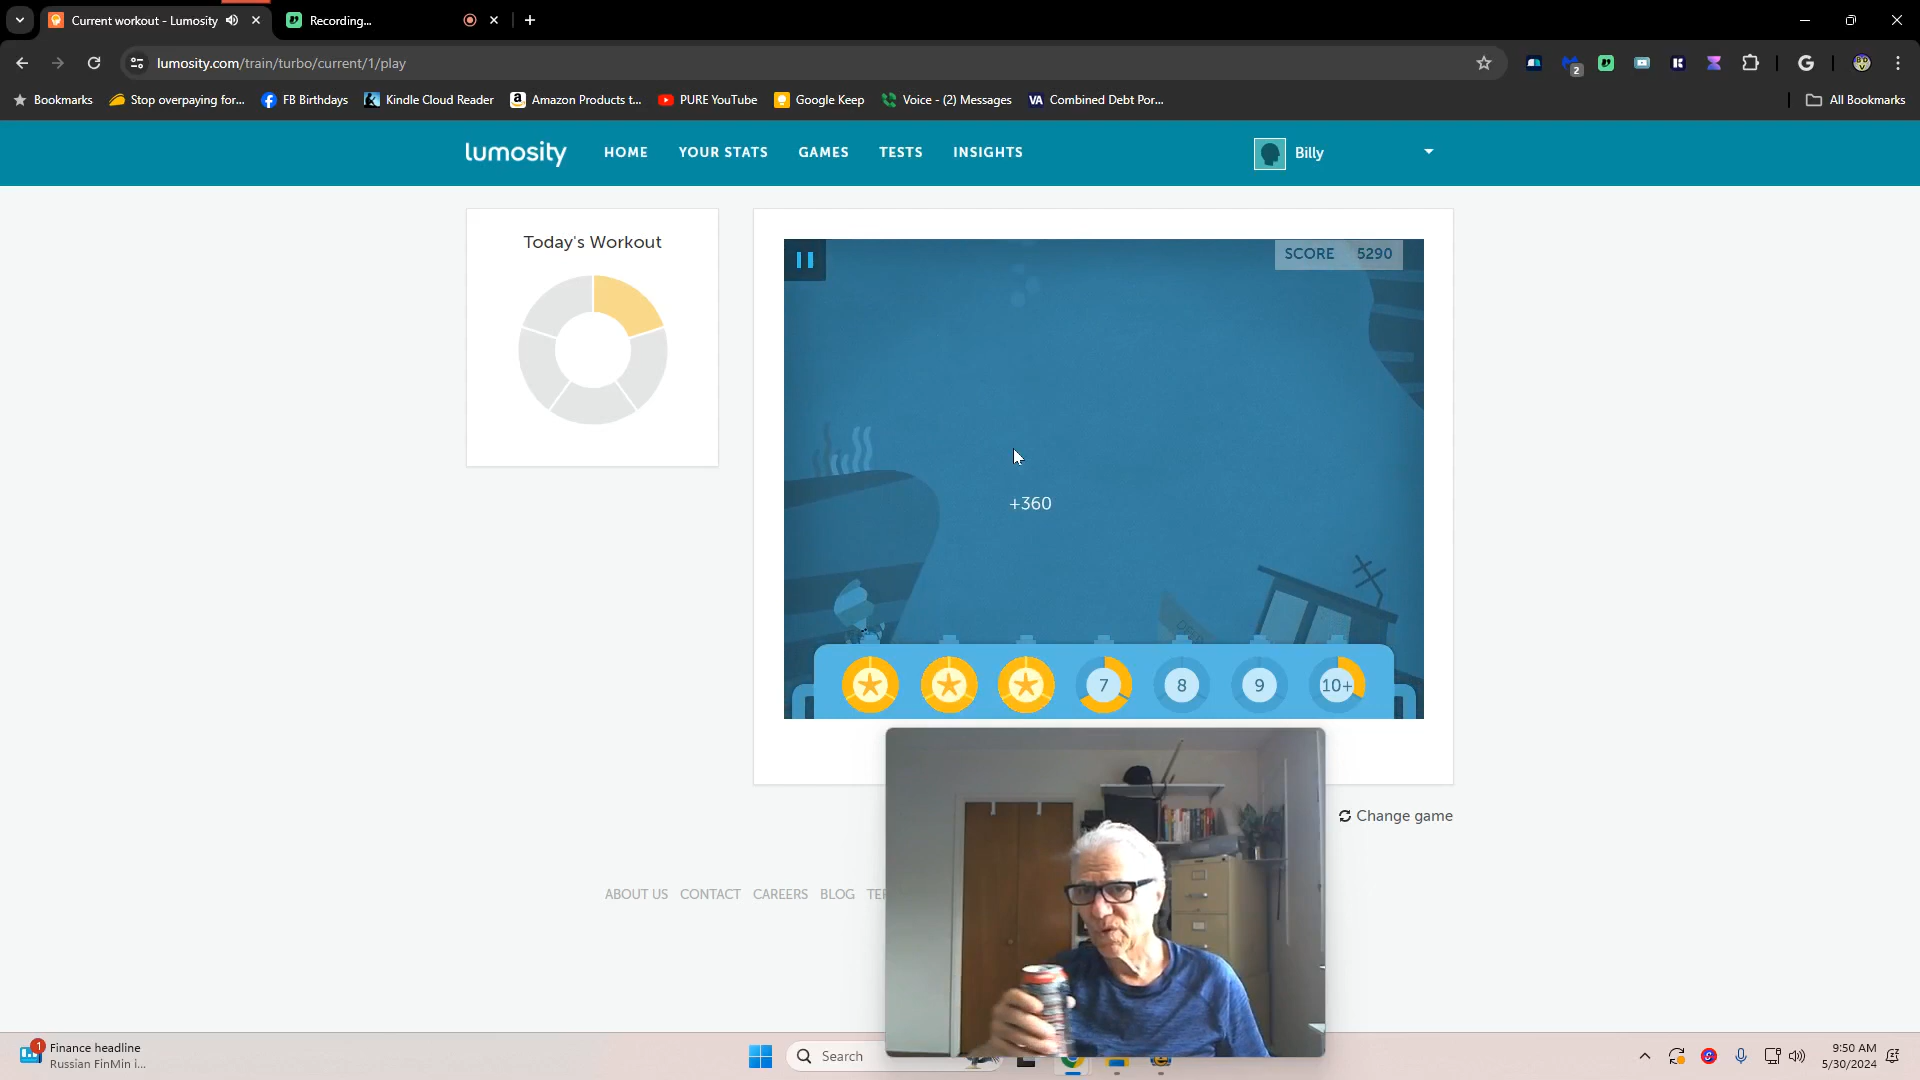 Current workout - Lumosity
Recording...
lumosity.com/train/turbo/current/1/play
2
G
Bookmarks
Stop overpaying for...
FB Birthdays
Kindle Cloud Reader
Amazon Products t...
PURE YouTube
Google Keep
Voice - (2) Messages
VA Combined Debt Por...
All Bookmarks
lumosity
HOME
YOUR STATS
GAMES
TESTS
INSIGHTS
Billy
Today's Workout
SCORE 5290
+360
7
8
9
10+
Change game
ABOUT US
CONTACT
CAREERS
BLOG
1
Finance headline
Russian FinMin i...
Search
9:50 AM
5/30/2024